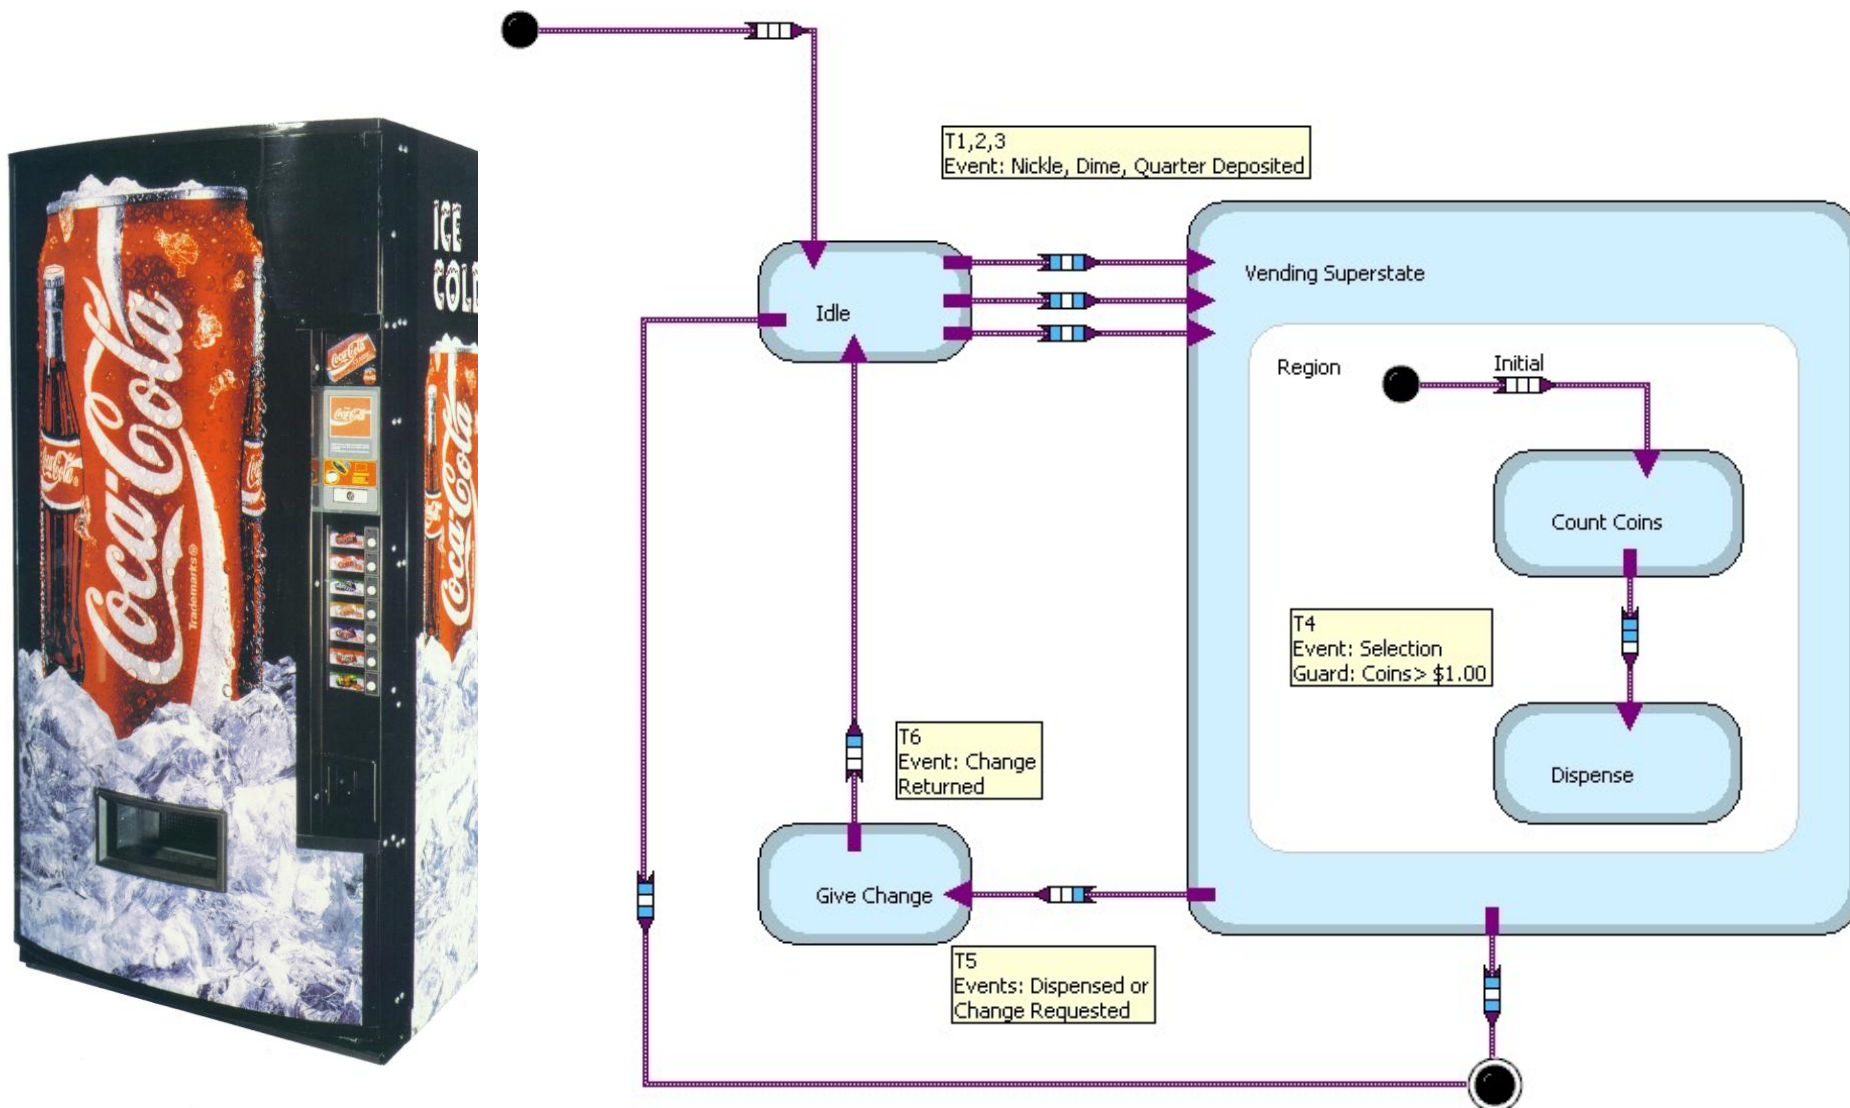 ICE
COLD
Coca-Cola
Trademarks®
Coca-Cola
T1,2,3
Event: Nickle, Dime, Quarter Deposited
Idle
Vending Superstate
Region
Initial
Count Coins
T4
Event: Selection
Guard: Coins> $1.00
Dispense
T6
Event: Change
Returned
Give Change
T5
Events: Dispensed or
Change Requested